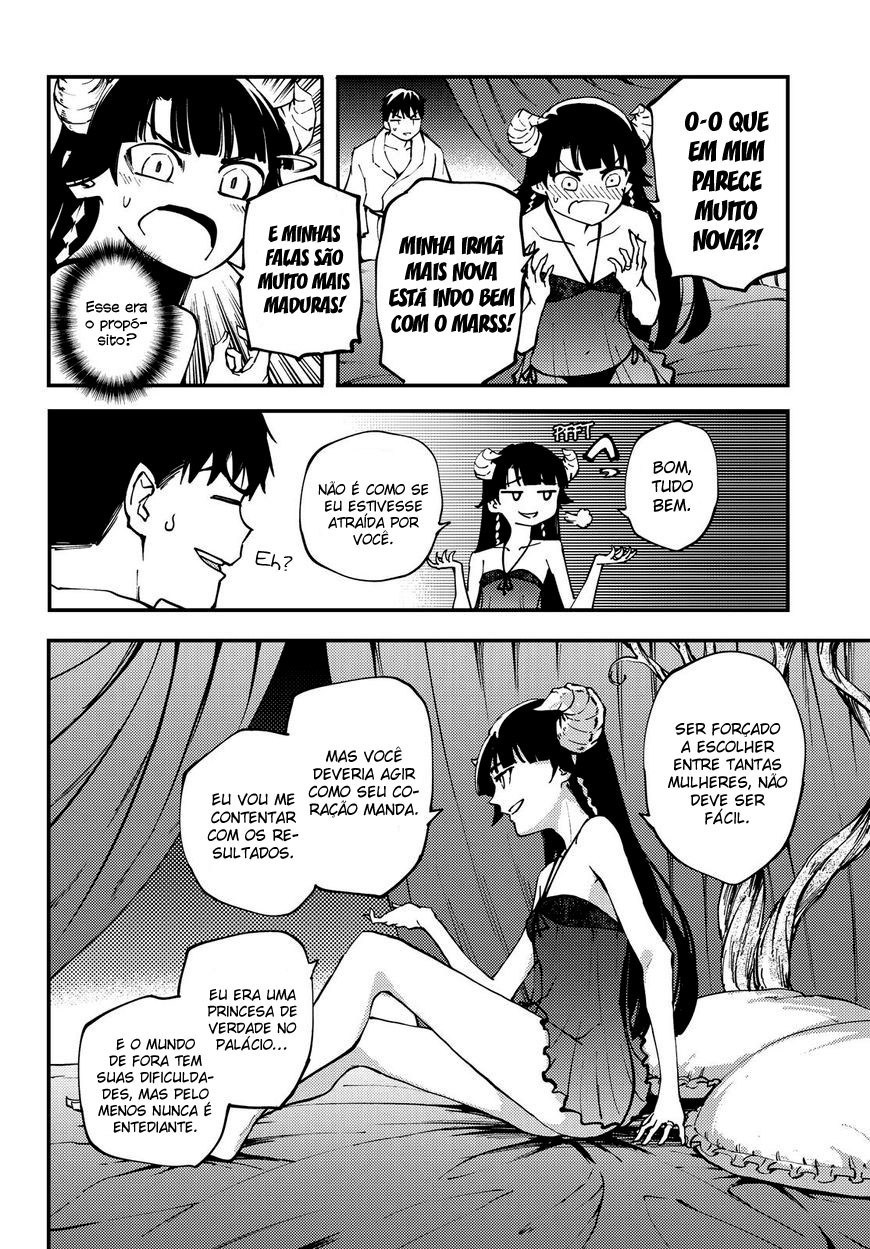 O-O QUE
EM MIM
PARECE
MUITO
NOVA?!
MINHA IRMÃ
MAIS NOVA
ESTÁ INDO BEM
COM O MARSS!
E MINHAS
FALAS SÃO
MUITO MAIS
MADURAS!
Esse era
o propó-
sito?
BOM,
TUDO
BEM.
PFFT
NÃO É COMO SE
EU ESTIVESSE
ATRAÍDA POR
VOCÊ.
Eh?
SER FORÇADO
A ESCOLHER
ENTRE TANTAS
MULHERES, NÃO
DEVE SER
FÁCIL.
MAS VOCÊ
DEVERIA AGIR
COMO SEU CO-
RAÇÃO MANDA.
EU VOU ME
CONTENTAR
COM OS RE-
SULTADOS.
EU ERA UMA
PRINCESA DE
VERDADE NO
PALÁCIO...
E O MUNDO
DE FORA TEM
SUAS DIFICULDA-
DES, MAS PELO
MENOS NUNCA É
ENTEDIANTE.